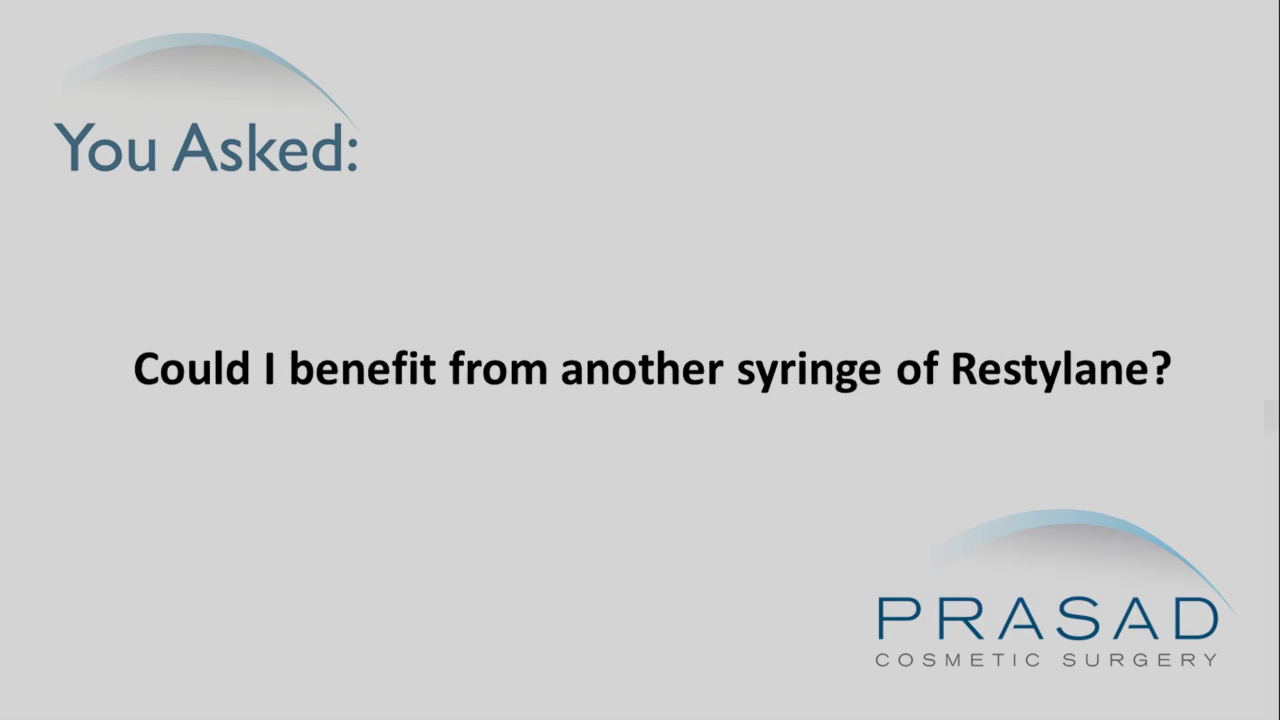 You Asked:
Could I benefit from another syringe of Restylane?
PRASAD
COSMETIC SURGERY